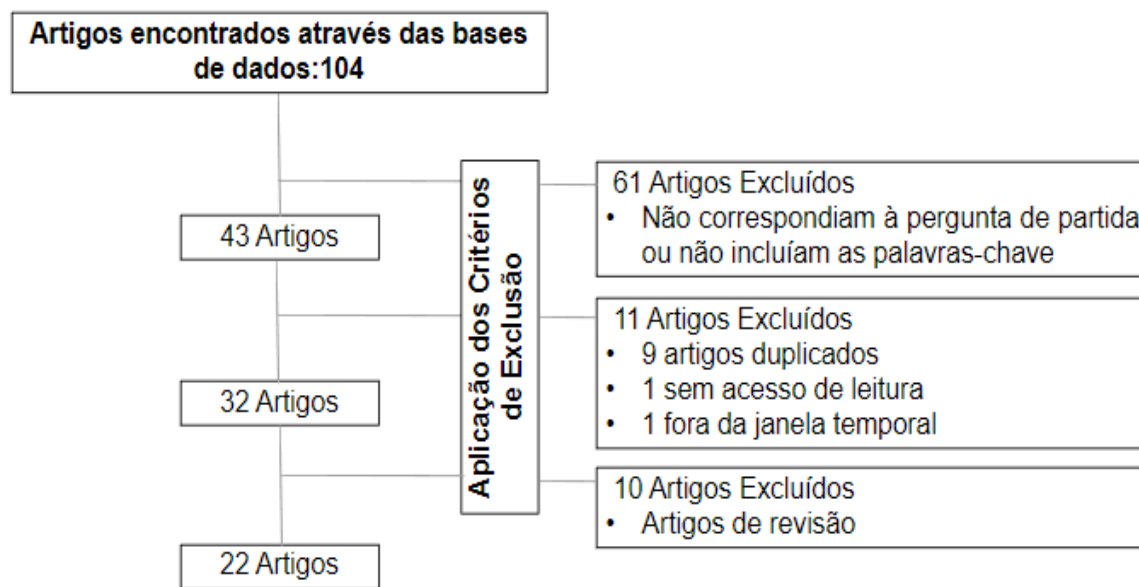 Artigos encontrados através das bases
de dados:104
43 Artigos
32 Artigos
22 Artigos
Aplicação dos Critérios
de Exclusão
61 Artigos Excluídos
• Não correspondiam à pergunta de partida
ou não incluíam as palavras-chave
11 Artigos Excluídos
• 9 artigos duplicados
• 1 sem acesso de leitura
• 1 fora da janela temporal
10 Artigos Excluídos
• Artigos de revisão